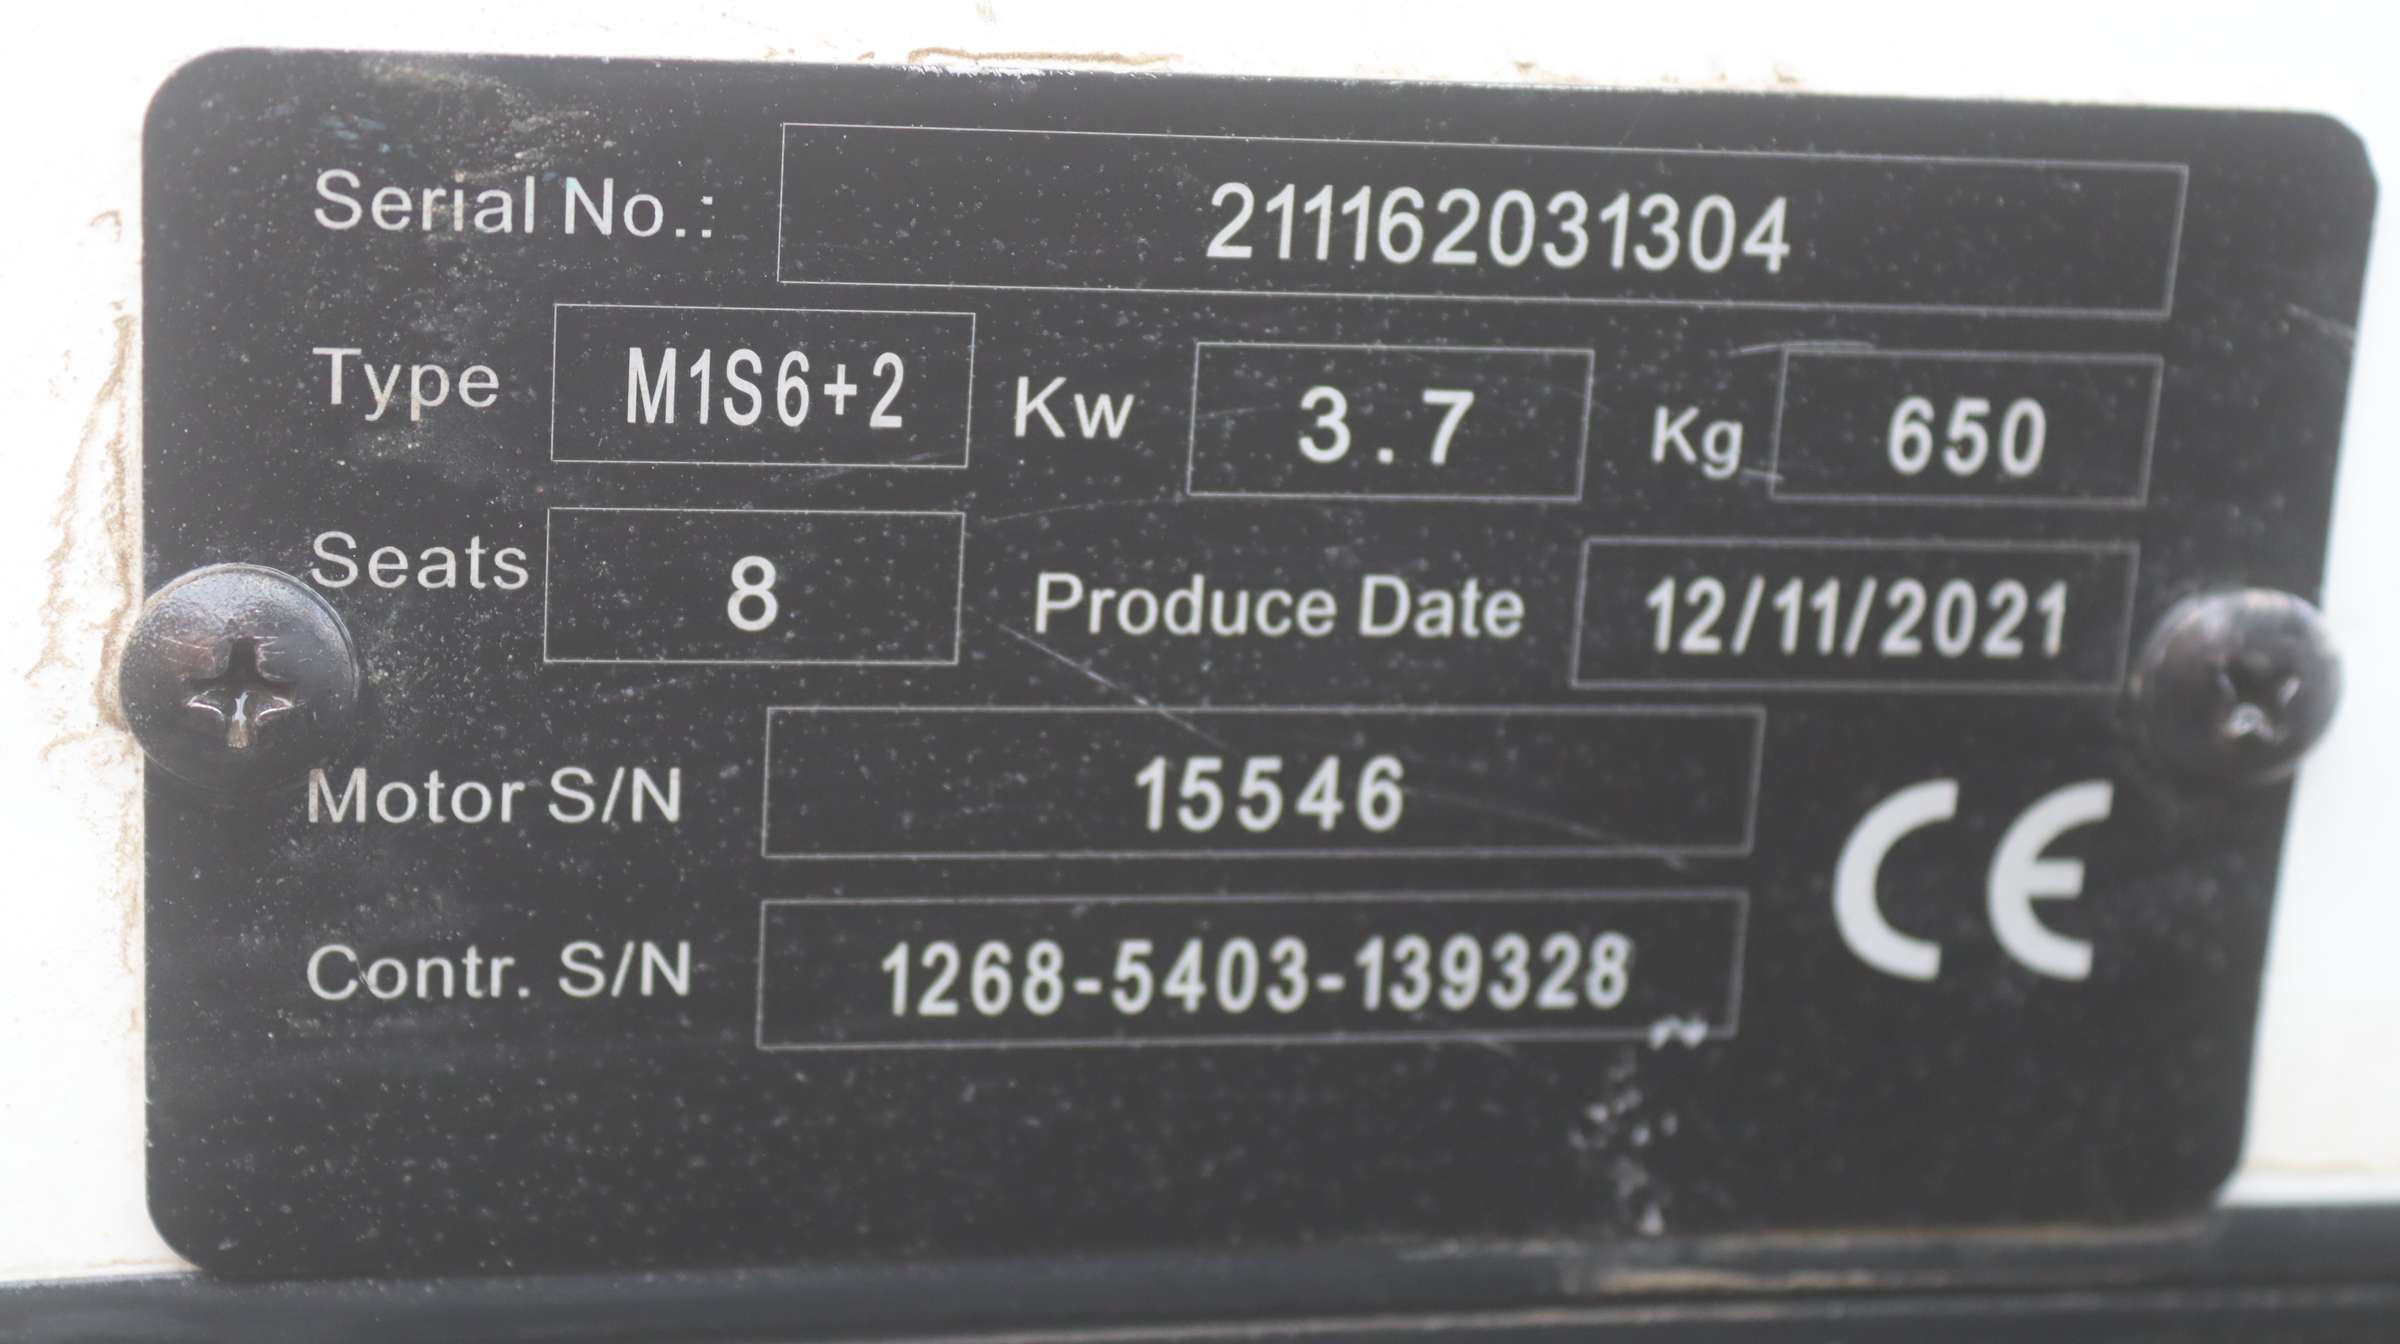 Serial No.: 211162031304
Type M1S6+2 Kw 3.7 Kg 650
Seats 8 Produce Date 12/11/2021
Motor S/N 15546
Contr. S/N 1268-5403-139328
CE